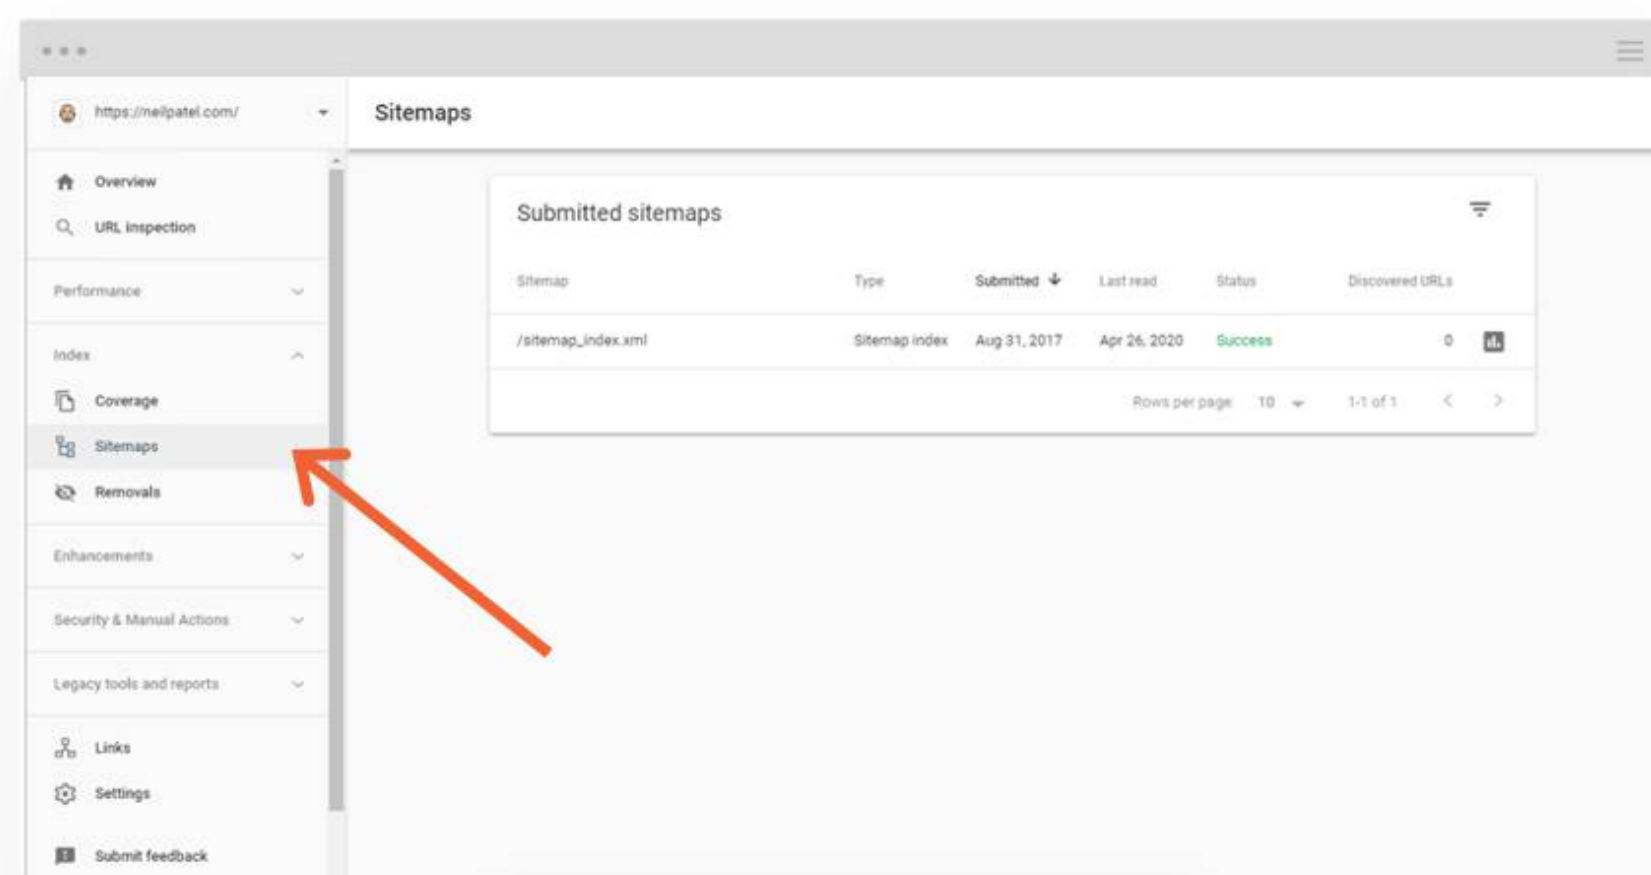 https://neilpatel.com/
Sitemaps
Overview
URL inspection
Performance
Index
Coverage
Sitemaps
Removals
Enhancements
Security & Manual Actions
Legacy tools and reports
Links
Settings
Submit feedback
Submitted sitemaps
Sitemap Type Submitted Last read Status Discovered URLs
/sitemap_index.xml Sitemap index Aug 31, 2017 Apr 26, 2020 Success 0
Rows per page: 10 1-1 of 1